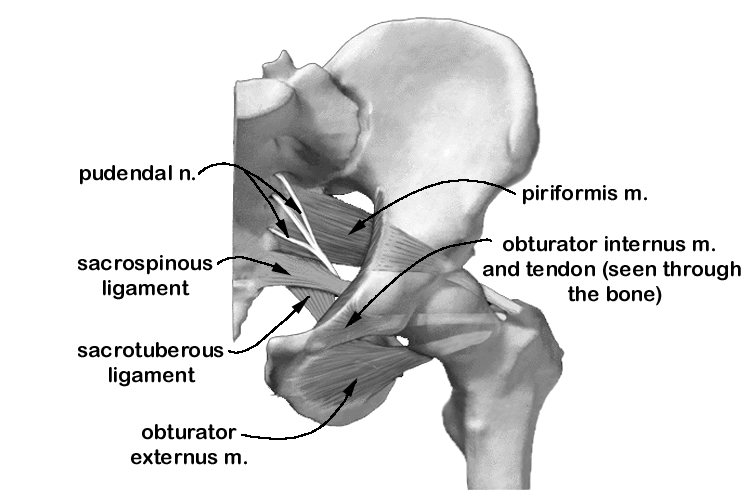 pudendal n.
piriformis m.
obturator internus m.
and tendon (seen through
the bone)
sacrospinous
ligament
sacrotuberous
ligament
obturator
externus m.